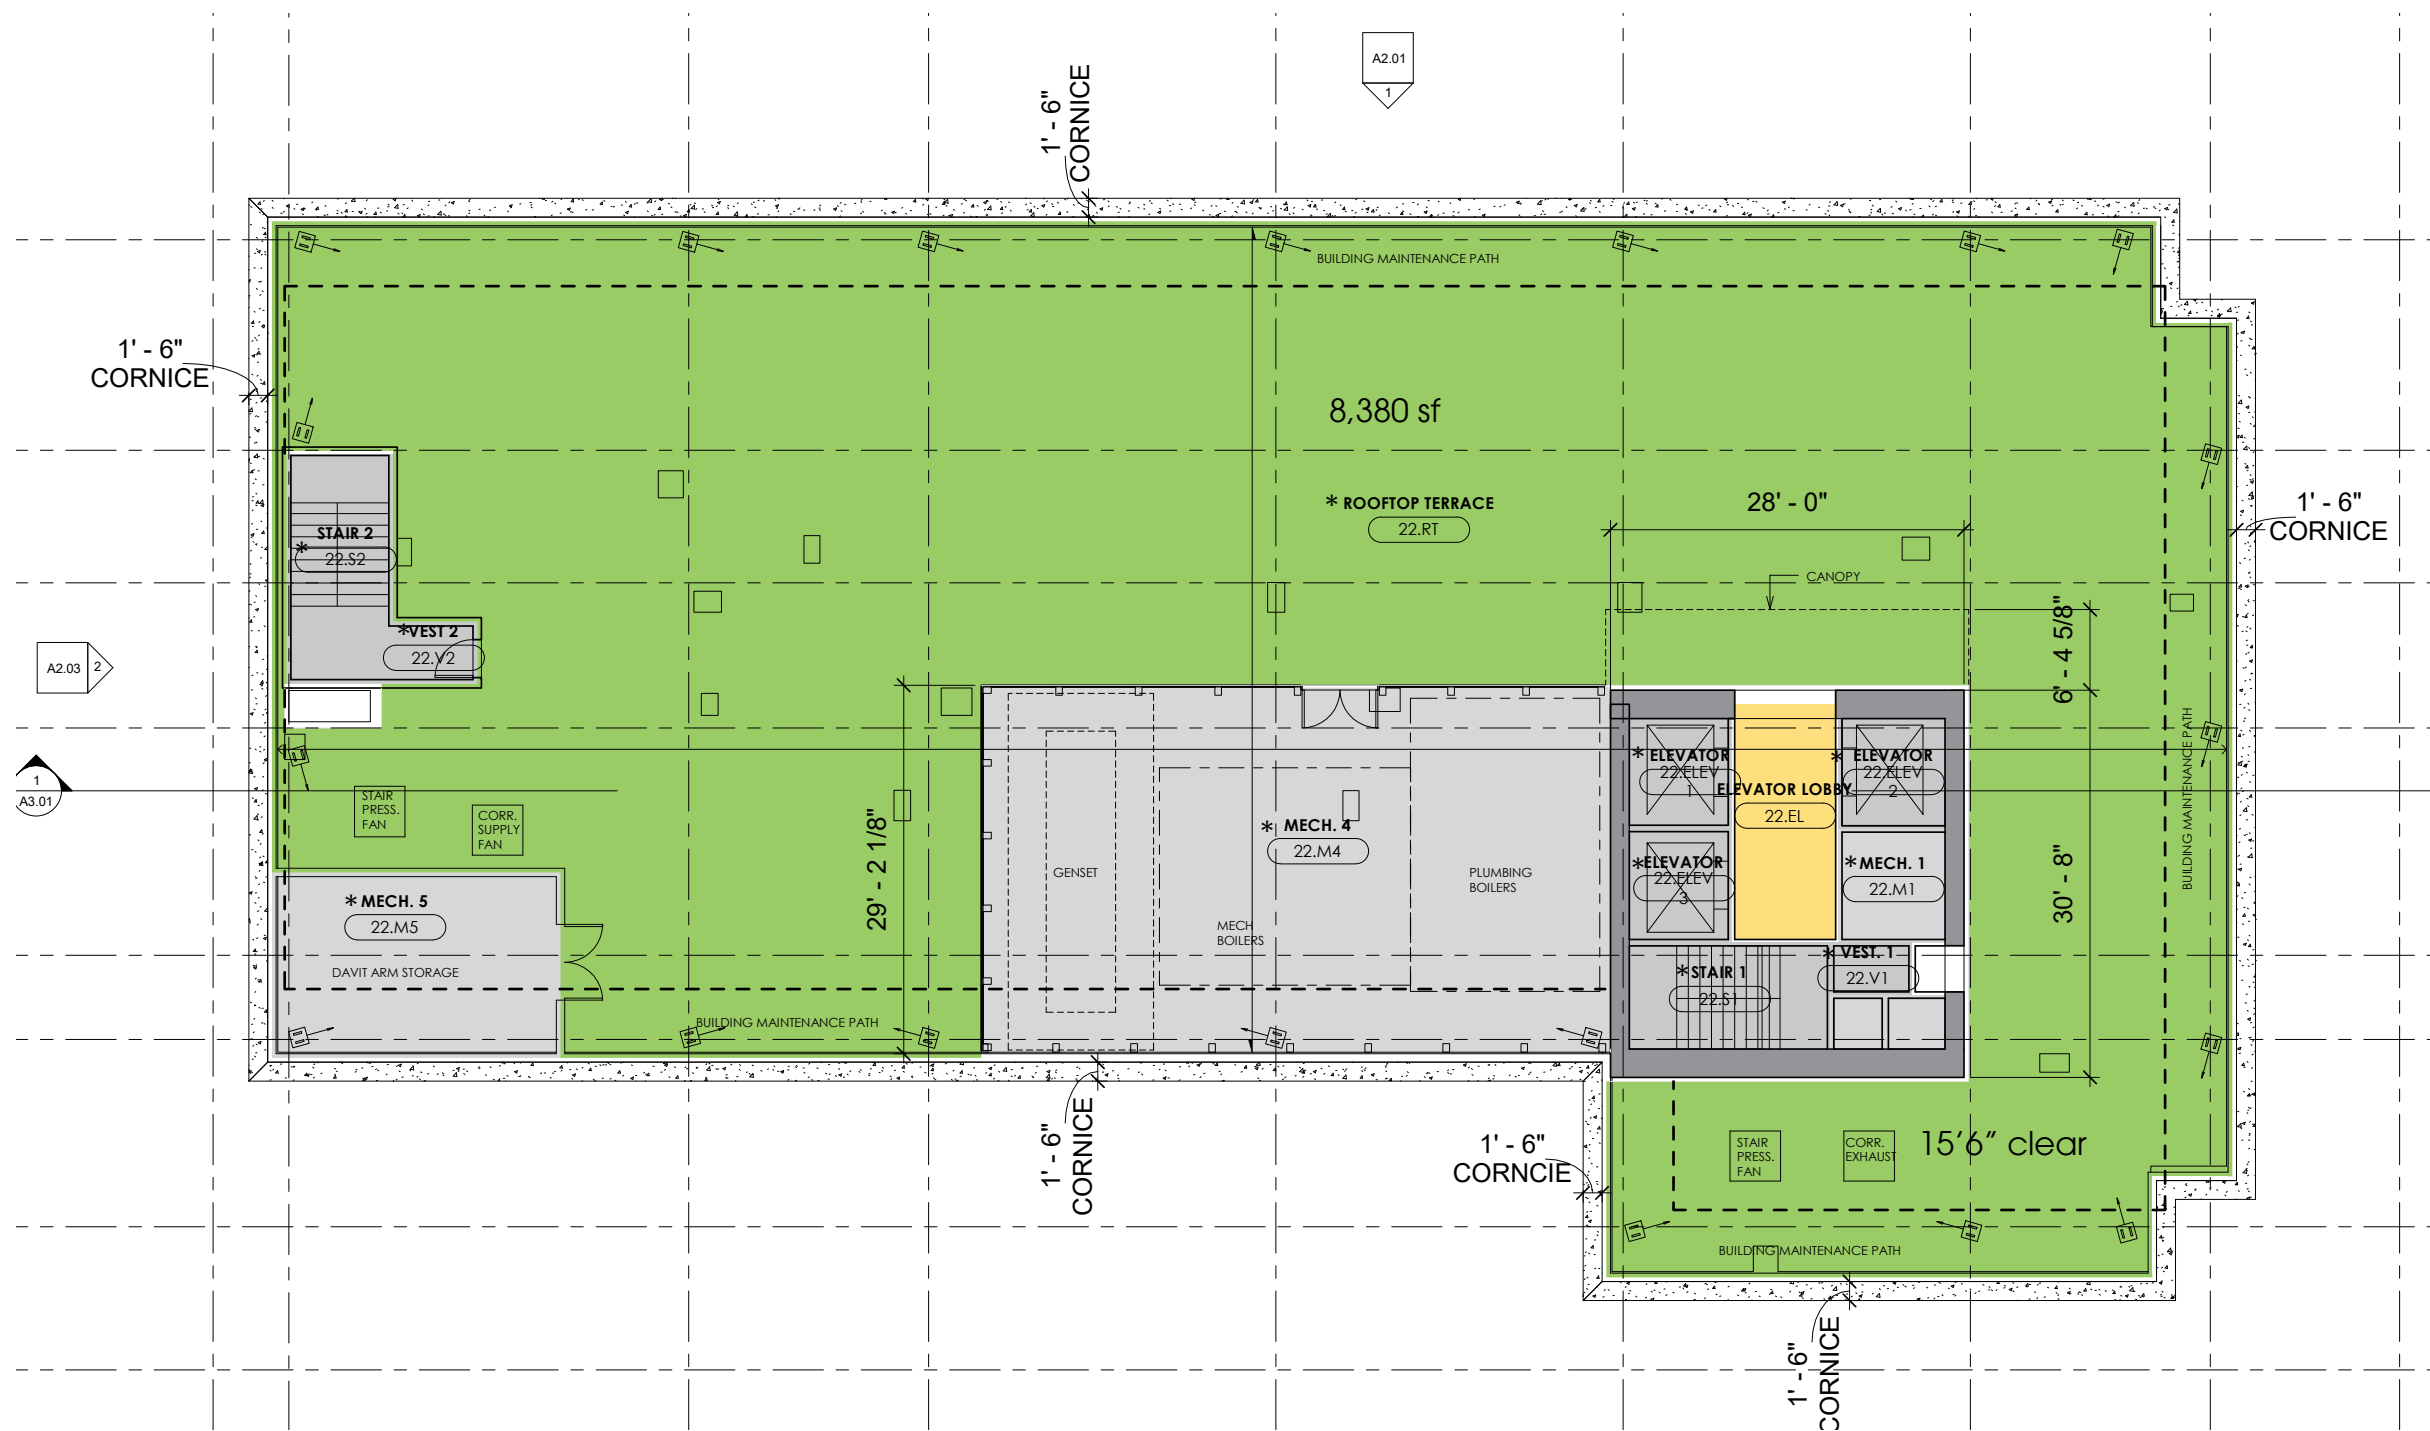 A2.01
1
1' - 6"
CORNICE
BUILDING MAINTENANCE PATH
1' - 6"
CORNICE
8,380 sf
* ROOFTOP TERRACE
22.RT
28' - 0"
1' - 6"
CORNICE
STAIR 2
*
22.S2
CANOPY
6' - 4 5/8"
*VEST 2
22.V2
A2.03
2
BUILDING MAINTENANCE PATH
1
A3.01
STAIR
PRESS.
FAN
CORR.
SUPPLY
FAN
29' - 2 1/8"
* MECH. 4
22.M4
GENSET
MECH
BOILERS
PLUMBING
BOILERS
* ELEVATOR
22.ELEV
1
* ELEVATOR
22.ELEV
2
ELEVATOR LOBBY
22.EL
*ELEVATOR
22.ELEV
3
* MECH. 1
22.M1
30' - 8"
* MECH. 5
22.M5
DAVIT ARM STORAGE
* STAIR 1
22.S1
* VEST. 1
22.V1
BUILDING MAINTENANCE PATH
1' - 6"
CORNICE
1' - 6"
CORNCIE
STAIR
PRESS.
FAN
CORR.
EXHAUST
15'6" clear
BUILDING MAINTENANCE PATH
1' - 6"
CORNICE